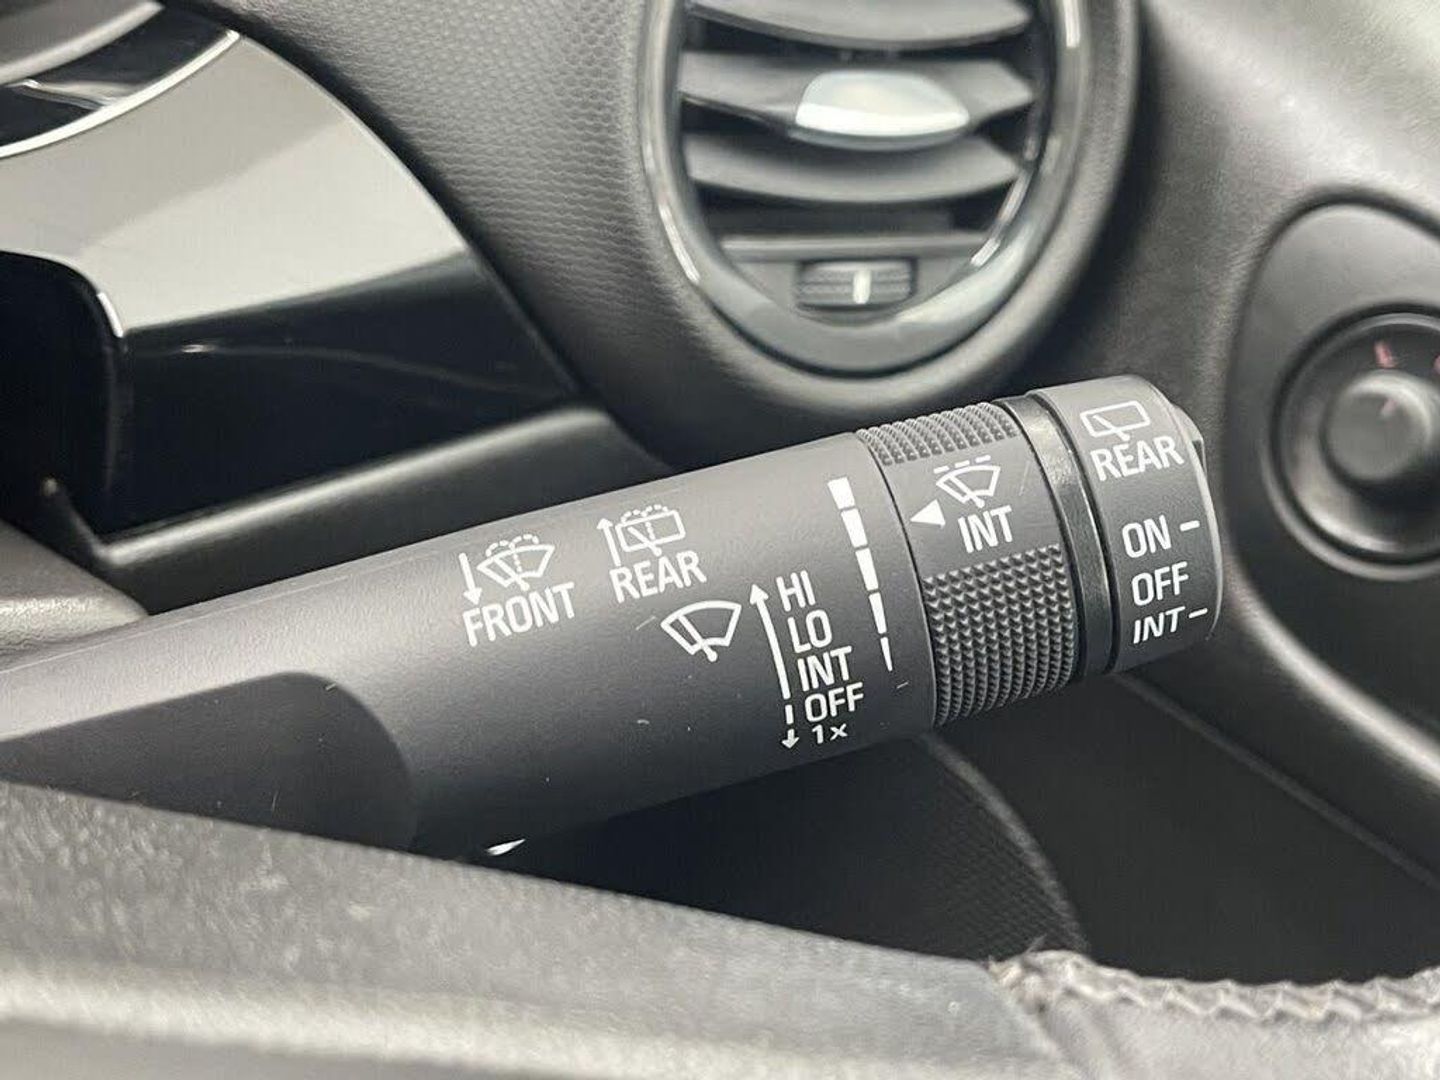 FRONT
REAR
HI
LO
INT
OFF
1x
INT
REAR
ON
OFF
INT